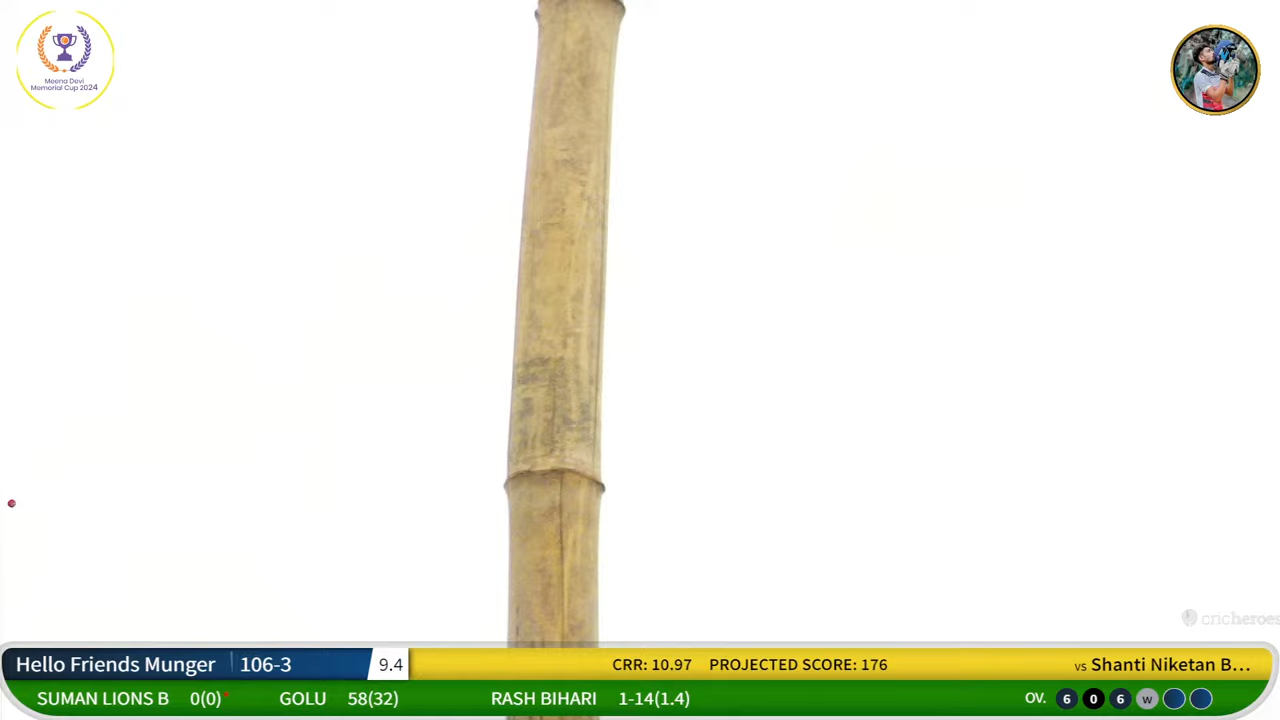 Meena Devi
Memorial Cup 2024
cricheroes
Hello Friends Munger 106-3 9.4 CRR: 10.97 PROJECTED SCORE: 176 vs Shanti Niketan B...
SUMAN LIONS B 0(0)* GOLU 58(32) RASH BIHARI 1-14(1.4) OV. 6 0 6 W